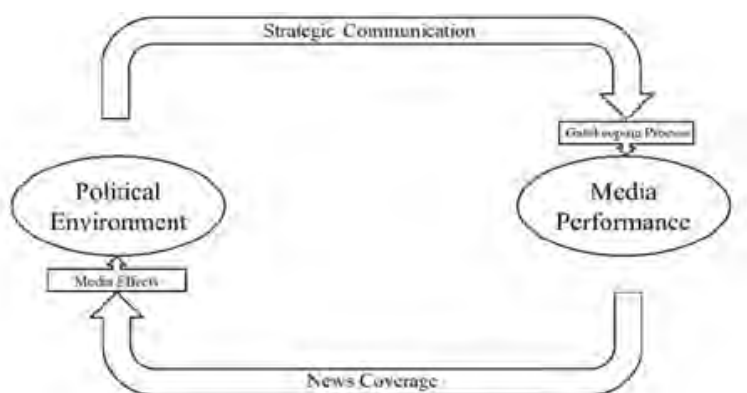 Strategic Communication
Gatekeeping Process
Political
Environment
Media
Performance
Media Effects
News Coverage